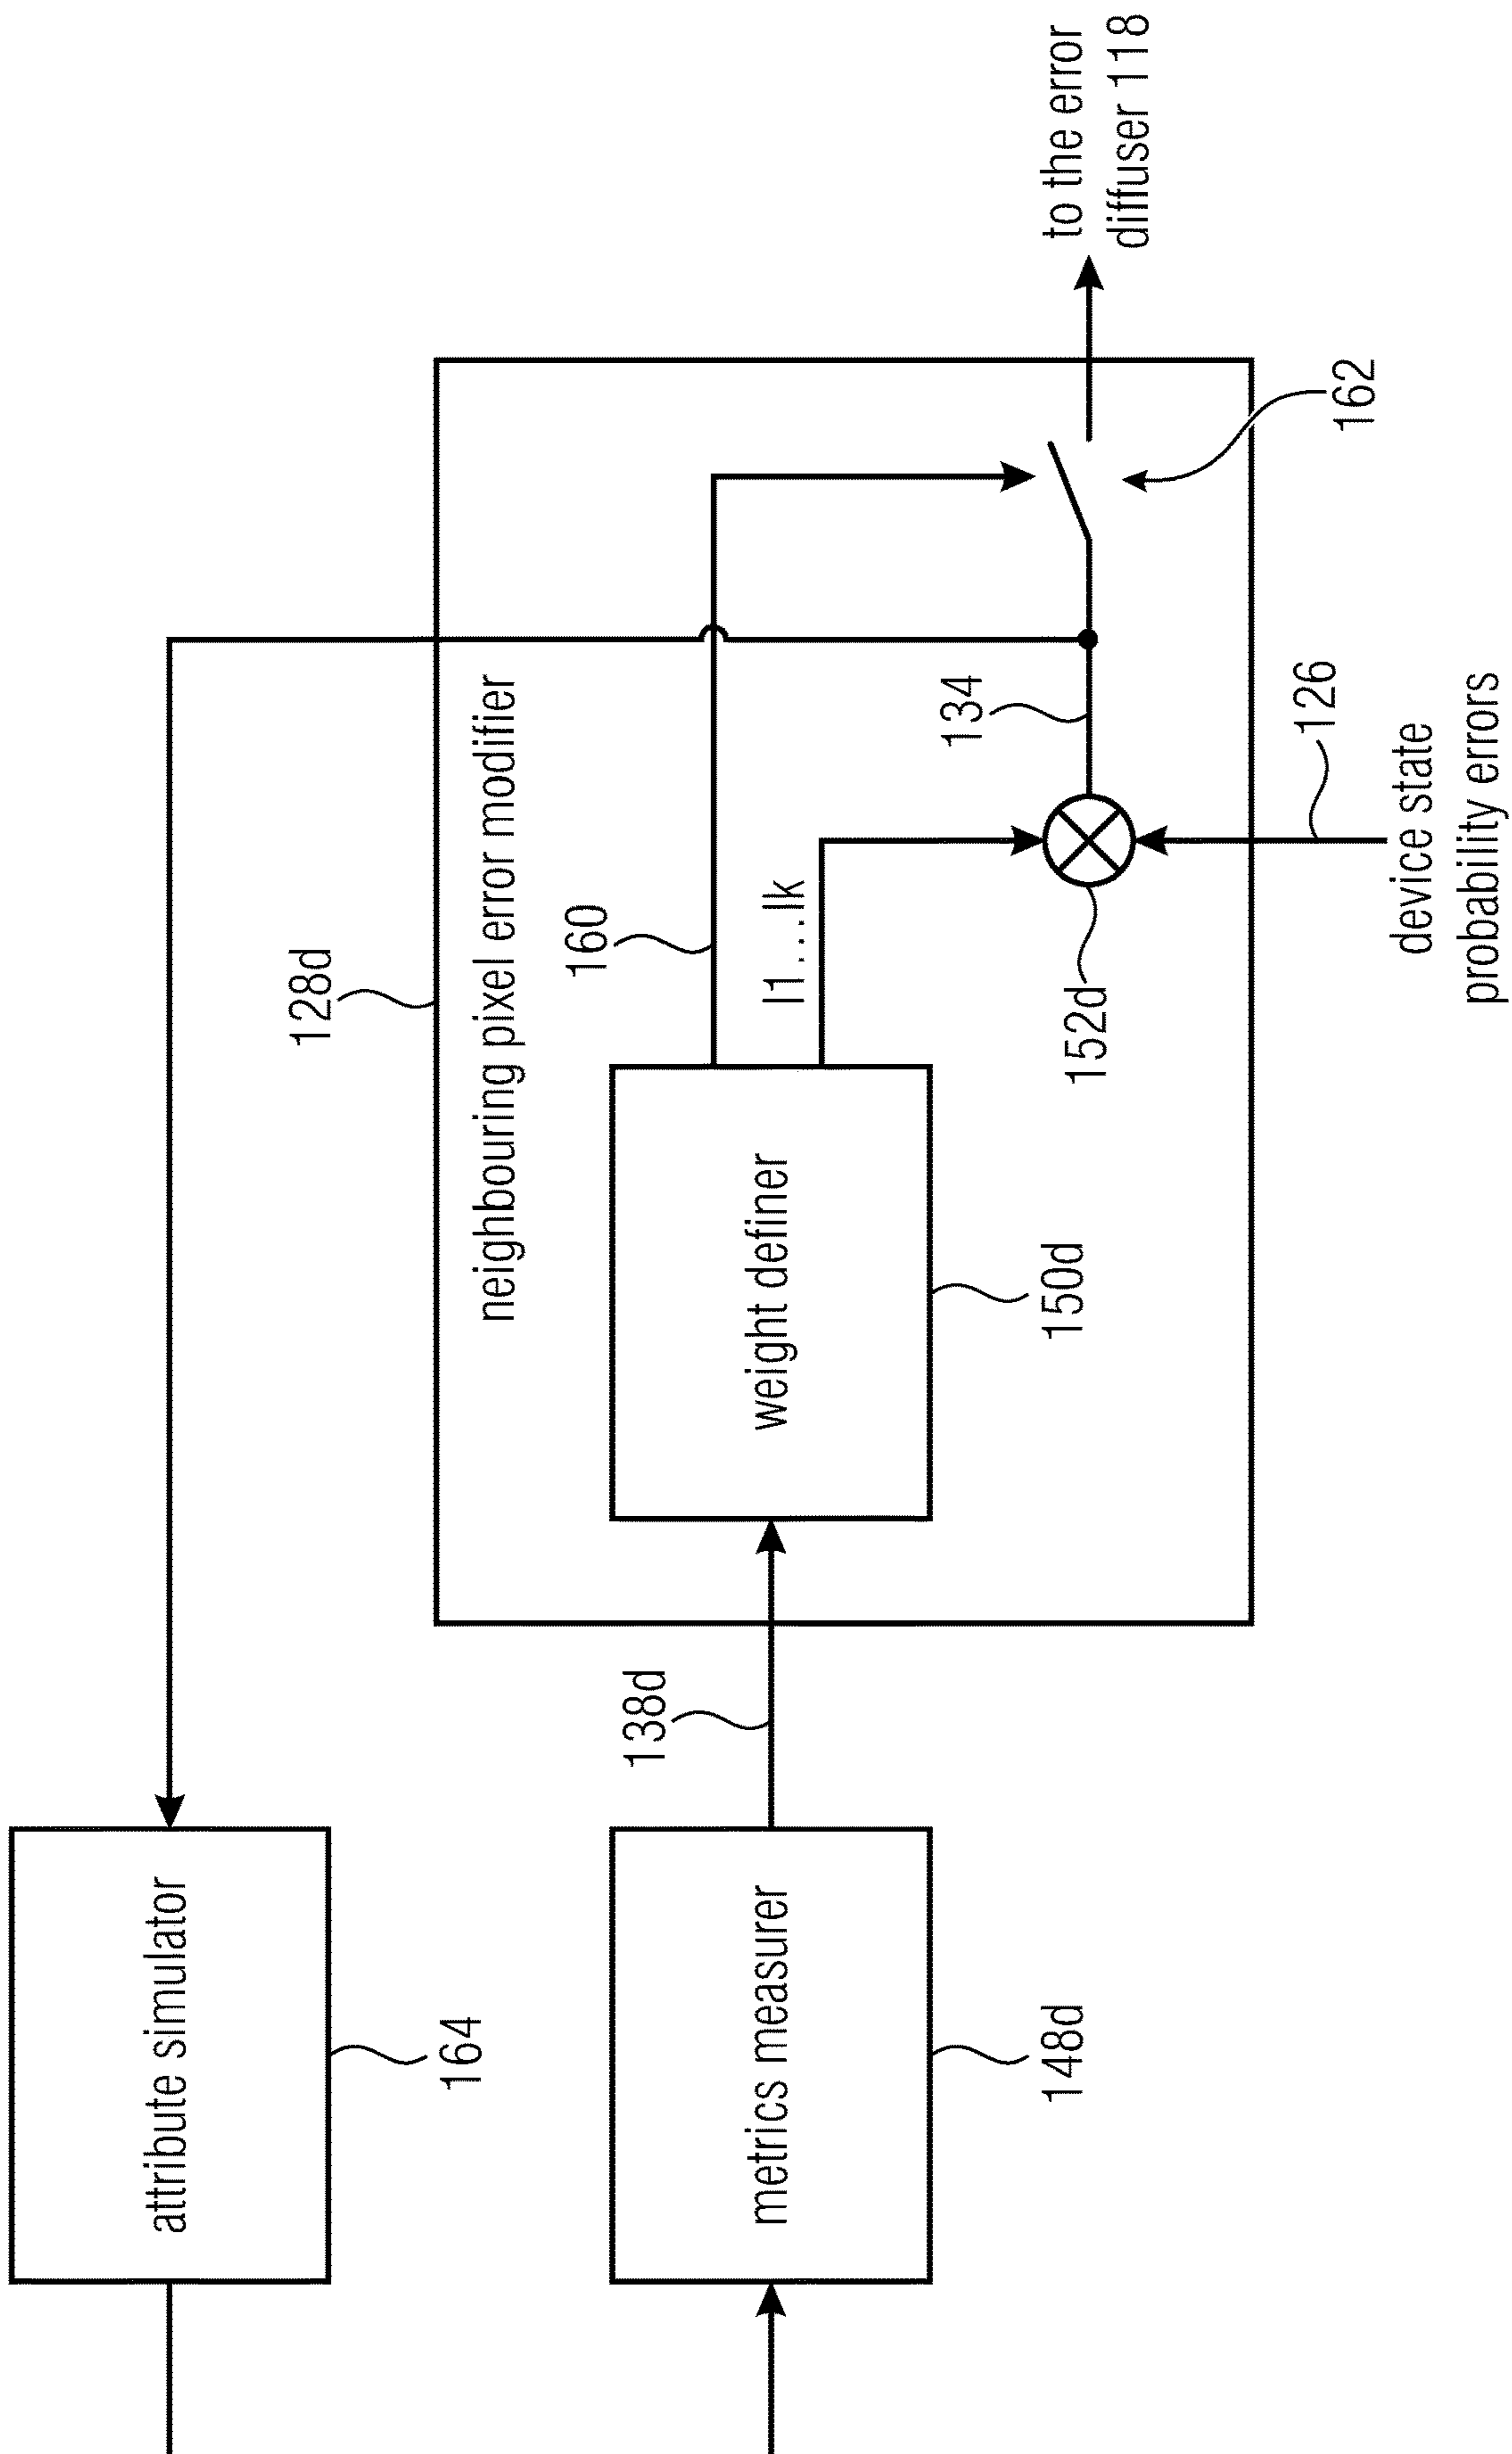 attribute simulator
164
128d
neighbouring pixel error modifier
160
l1...lk
weight definer
150d
138d
metrics measurer
148d
134
152d
162
to the error
diffuser 118
126
device state
probability errors